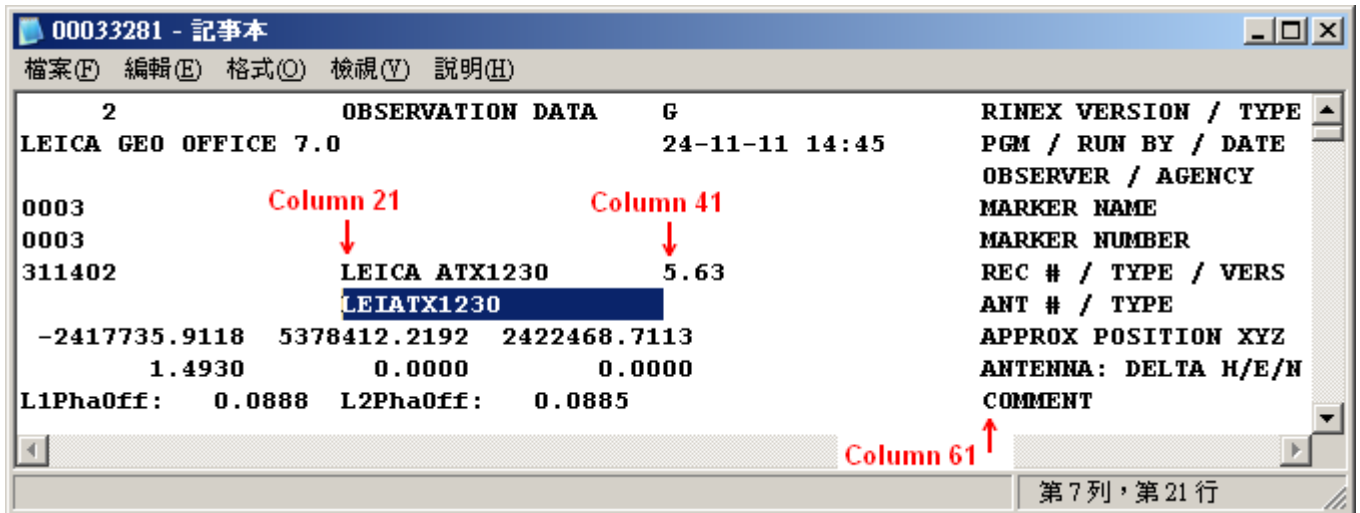 00033281 - 記事本
檔案(F) 編輯(E) 格式(O) 檢視(V) 說明(H)
2 OBSERVATION DATA G RINEX VERSION / TYPE
LEICA GEO OFFICE 7.0 24-11-11 14:45 PGM / RUN BY / DATE
OBSERVER / AGENCY
Column 21 Column 41
0003 MARKER NAME
0003 MARKER NUMBER
311402 LEICA ATX1230 5.63 REC # / TYPE / VERS
LEIATX1230 ANT # / TYPE
-2417735.9118 5378412.2192 2422468.7113 APPROX POSITION XYZ
1.4930 0.0000 0.0000 ANTENNA: DELTA H/E/N
L1PhaOff: 0.0888 L2PhaOff: 0.0885 COMMENT
Column 61
第 7 列，第 21 行